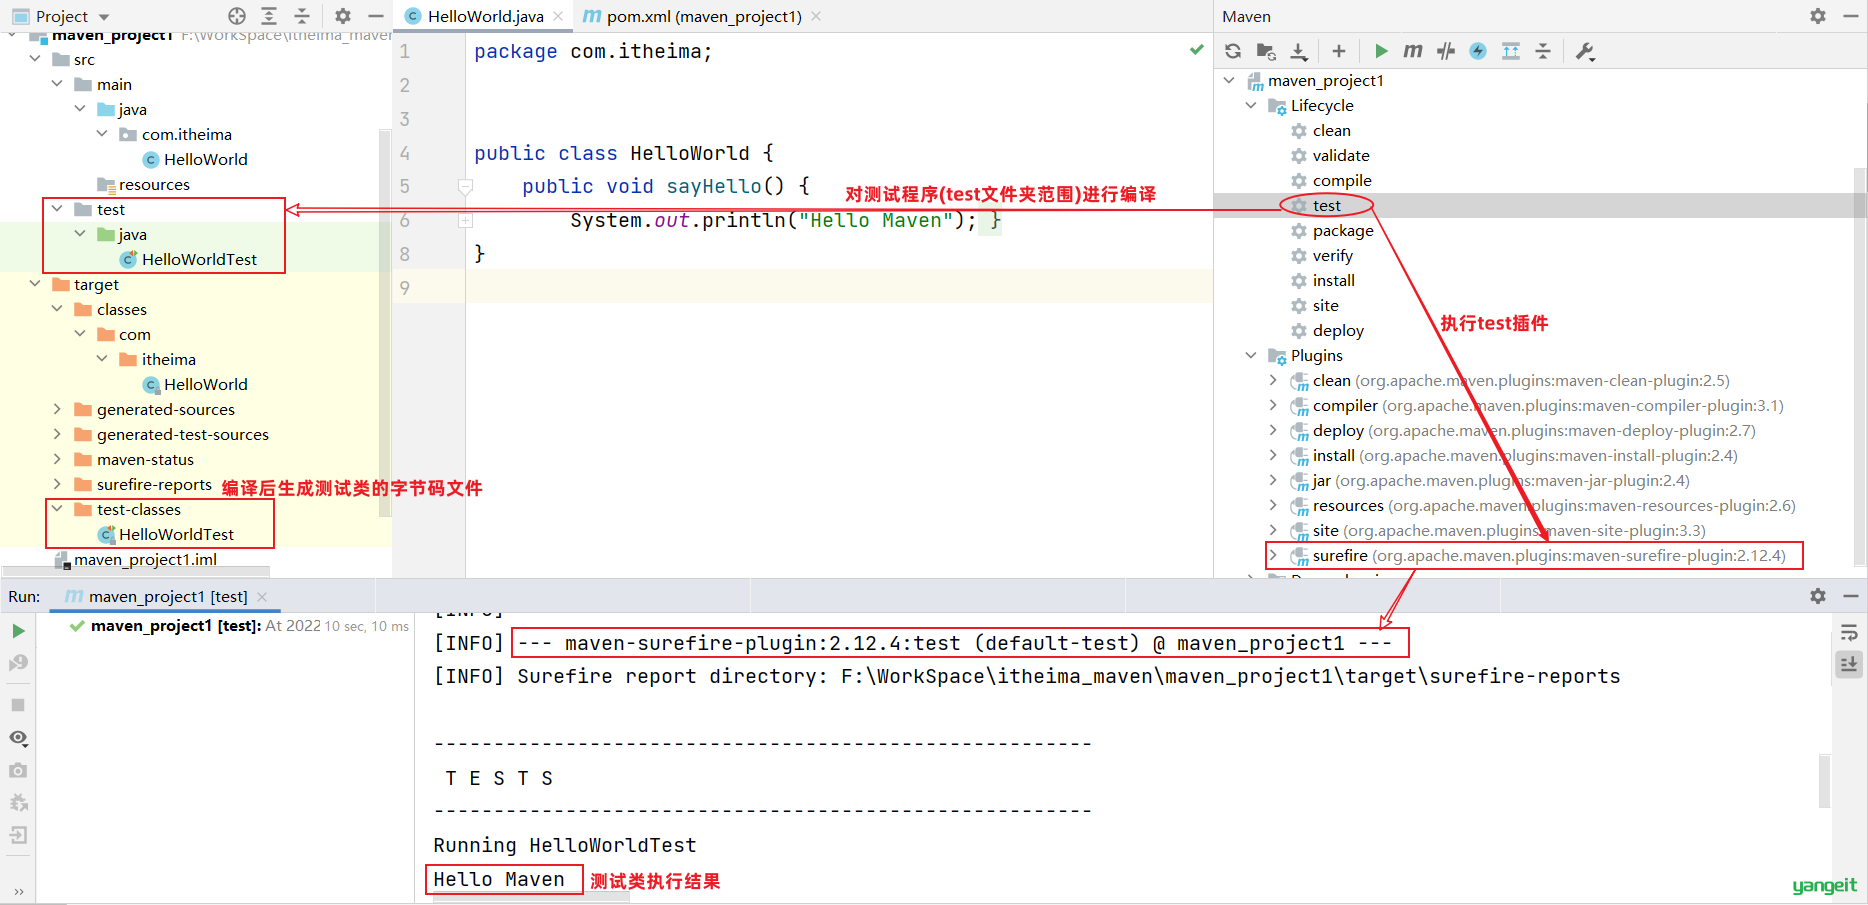 Project
HelloWorld.java
pom.xml (maven_project1)
Maven
maven_project1 F:\WorkSpace\itheima_maven
src
main
java
com.itheima
HelloWorld
resources
test
java
HelloWorldTest
target
classes
com
itheima
HelloWorld
generated-sources
generated-test-sources
maven-status
surefire-reports
编译后生成测试类的字节码文件
test-classes
HelloWorldTest
maven_project1.iml
1 package com.itheima;
2
3
4 public class HelloWorld {
5 public void sayHello() {
对测试程序(test文件夹范围)进行编译
6 System.out.println("Hello Maven"); }
8 }
9
maven_project1
Lifecycle
clean
validate
compile
test
package
verify
install
site
deploy
执行test插件
Plugins
clean (org.apache.maven.plugins:maven-clean-plugin:2.5)
compiler (org.apache.maven.plugins:maven-compiler-plugin:3.1)
deploy (org.apache.maven.plugins:maven-deploy-plugin:2.7)
install (org.apache.maven.plugins:maven-install-plugin:2.4)
jar (org.apache.maven.plugins:maven-jar-plugin:2.4)
resources (org.apache.maven.plugins:maven-resources-plugin:2.6)
site (org.apache.maven.plugins:maven-site-plugin:3.3)
surefire (org.apache.maven.plugins:maven-surefire-plugin:2.12.4)
Run: maven_project1 [test]
maven_project1 [test]: At 2022 10 sec, 10 ms
[INFO]
[INFO] --- maven-surefire-plugin:2.12.4:test (default-test) @ maven_project1 ---
[INFO] Surefire report directory: F:\WorkSpace\itheima_maven\maven_project1\target\surefire-reports
-------------------------------------------------------
T E S T S
-------------------------------------------------------
Running HelloWorldTest
Hello Maven
测试类执行结果
yangeit